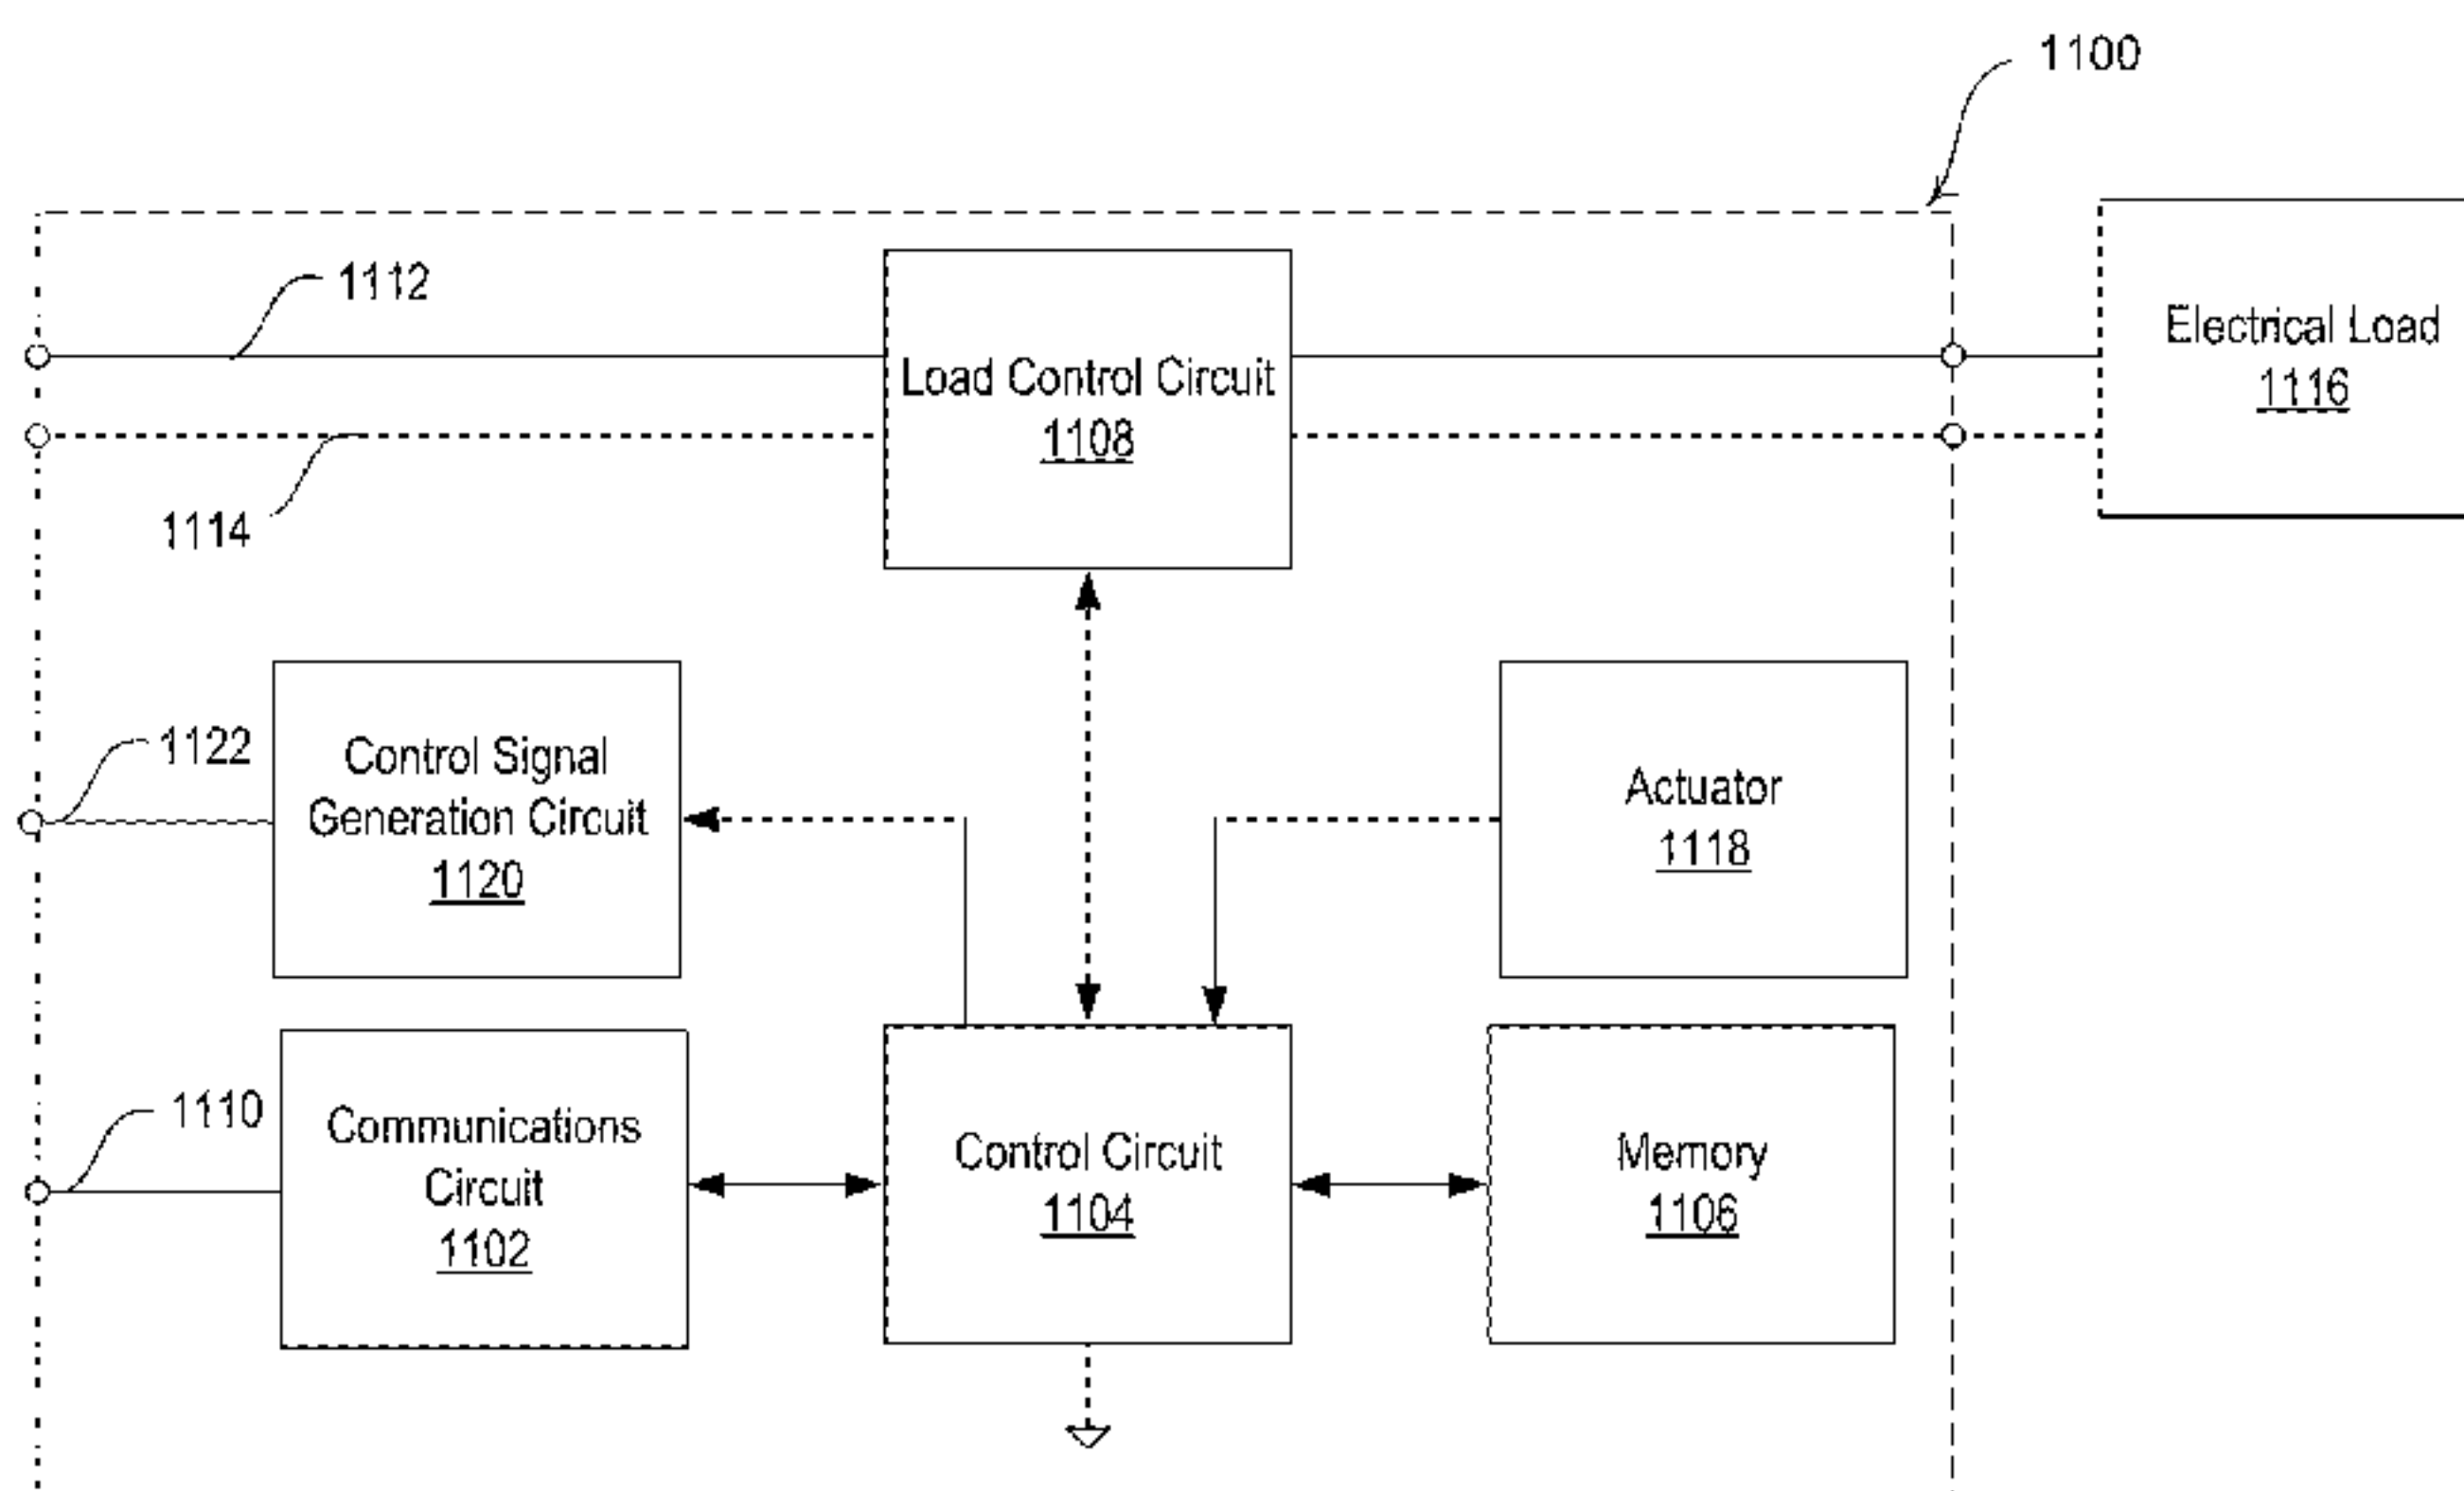 1100
1112
Load Control Circuit
1108
Electrical Load
1116
1114
1122
Control Signal
Generation Circuit
1120
Actuator
1118
1110
Communications
Circuit
1102
Control Circuit
1104
Memory
1106